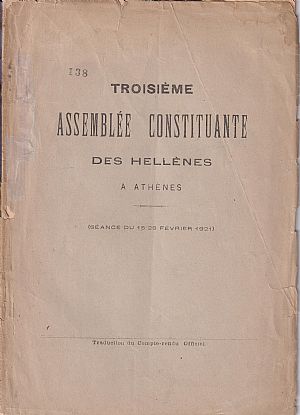 138
TROISIÈME
ASSEMBLÉE CONSTITUANTE
DES HELLÈNES
A ATHÈNES
(SÉANCE DU 15/28 FÉVRIER 1921)
Traduction du Compte-rendu Officiel